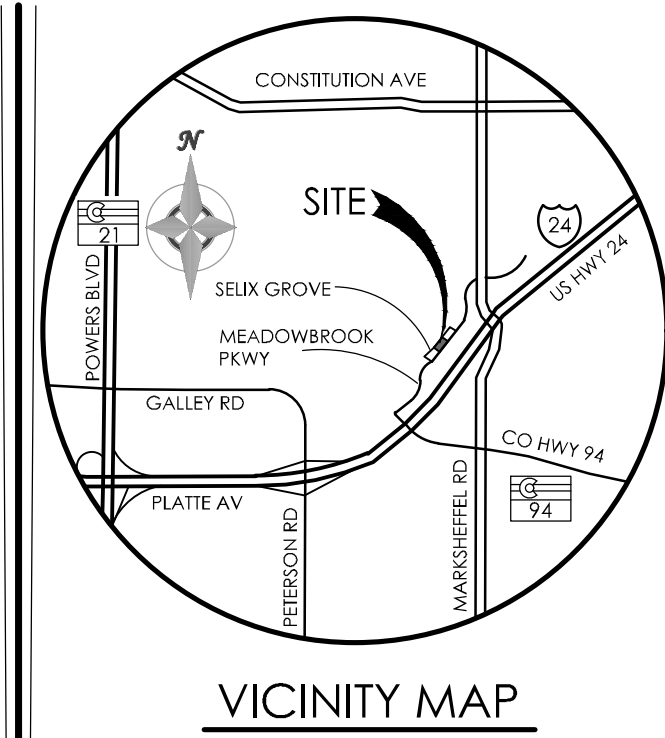 CONSTITUTION AVE
N
SITE
21
24
US HWY 24
POWERS BLVD
SELIX GROVE
MEADOWBROOK
PKWY
GALLEY RD
CO HWY 94
PLATTE AV
PETERSON RD
MARKSHEFFEL RD
94
VICINITY MAP